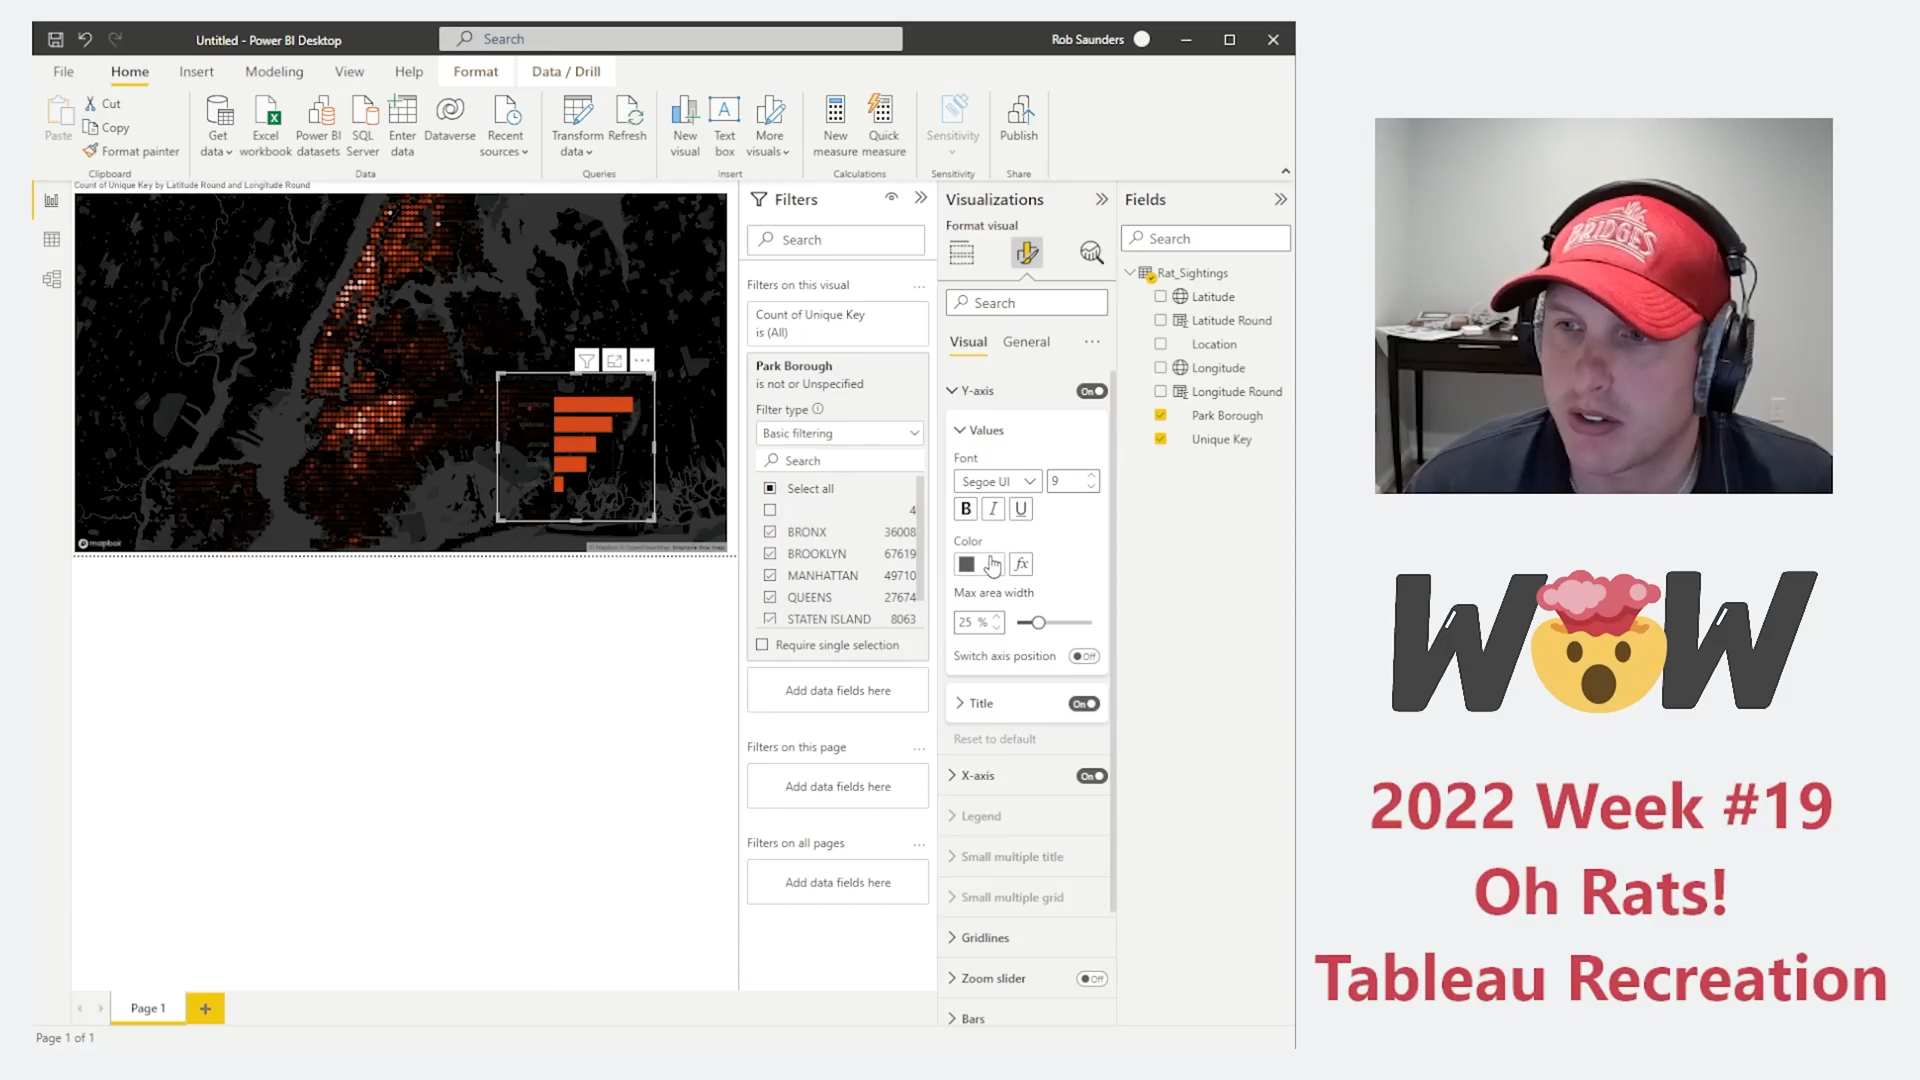 Untitled - Power BI Desktop
Search
Rob Saunders
File
Home
Insert
Modeling
View
Help
Format
Data / Drill
Paste
Cut
Copy
Format painter
Clipboard
Get data
Excel workbook
Power BI datasets
SQL Server
Enter data
Dataverse
Recent sources
Data
Transform data
Refresh
Queries
New visual
Text box
More visuals
Insert
New measure
Quick measure
Calculations
Sensitivity
Sensitivity
Publish
Share
Count of Unique Key by Latitude Round and Longitude Round
mapbox
Filters
Search
Filters on this visual
Count of Unique Key
is (All)
Park Borough
is not or Unspecified
Filter type
Basic filtering
Search
Select all
4
BRONX 36008
BROOKLYN 67619
MANHATTAN 49710
QUEENS 27674
STATEN ISLAND 8063
Require single selection
Add data fields here
Filters on this page
Add data fields here
Filters on all pages
Add data fields here
Visualizations
Format visual
Search
Visual
General
Y-axis
On
Values
Font
Segoe UI
9
B
I
U
Color
fx
Max area width
25 %
Switch axis position
Off
Title
On
Reset to default
X-axis
On
Legend
Small multiple title
Small multiple grid
Gridlines
Zoom slider
Off
Bars
Fields
Search
Rat_Sightings
Latitude
Latitude Round
Location
Longitude
Longitude Round
Park Borough
Unique Key
Page 1
Page 1 of 1
BRIDGES
W W
2022 Week #19
Oh Rats!
Tableau Recreation